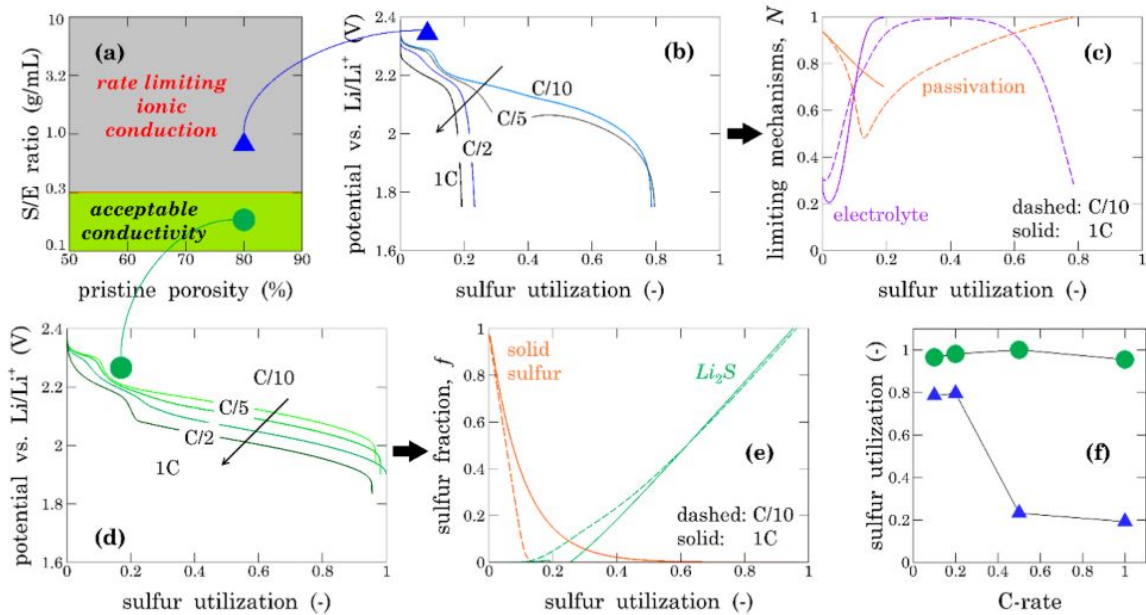 (a)
S/E ratio (g/mL)
10
3.2
1.0
0.3
0.1
rate limiting
ionic
conduction
acceptable
conductivity
50 60 70 80 90
pristine porosity (%)
(b)
potential vs. Li/Li+ (V)
2.4
2.2
2
1.8
1.6
C/10
C/5
C/2
1C
0 0.2 0.4 0.6 0.8 1
sulfur utilization (-)
(c)
limiting mechanisms, N
1
0.8
0.6
0.4
0.2
0
passivation
electrolyte
dashed: C/10
solid: 1C
0 0.2 0.4 0.6 0.8 1
sulfur utilization (-)
(d)
potential vs. Li/Li+ (V)
2.4
2.2
2
1.8
1.6
C/10
C/5
C/2
1C
0 0.2 0.4 0.6 0.8 1
sulfur utilization (-)
(e)
sulfur fraction, f
1
0.8
0.6
0.4
0.2
0
solid
sulfur
Li2S
dashed: C/10
solid: 1C
0 0.2 0.4 0.6 0.8 1
sulfur utilization (-)
(f)
sulfur utilization (-)
1
0.8
0.6
0.4
0.2
0
0 0.2 0.4 0.6 0.8 1
C-rate